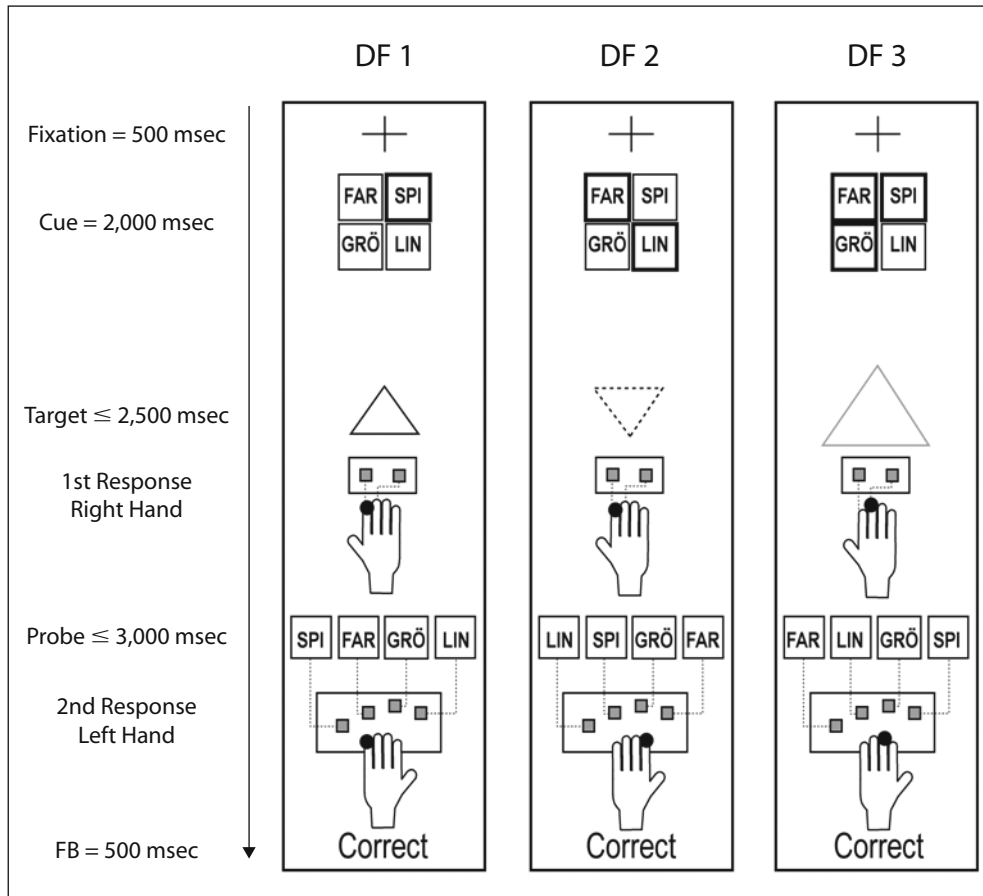 DF 1 DF 2 DF 3
Fixation = 500 msec
Cue = 2,000 msec
FAR SPI FAR SPI FAR SPI
GRÖ LIN GRÖ LIN GRÖ LIN
Target ≤ 2,500 msec
1st Response
Right Hand
Probe ≤ 3,000 msec
SPI FAR GRÖ LIN LIN SPI GRÖ FAR FAR LIN GRÖ SPI
2nd Response
Left Hand
FB = 500 msec
Correct Correct Correct